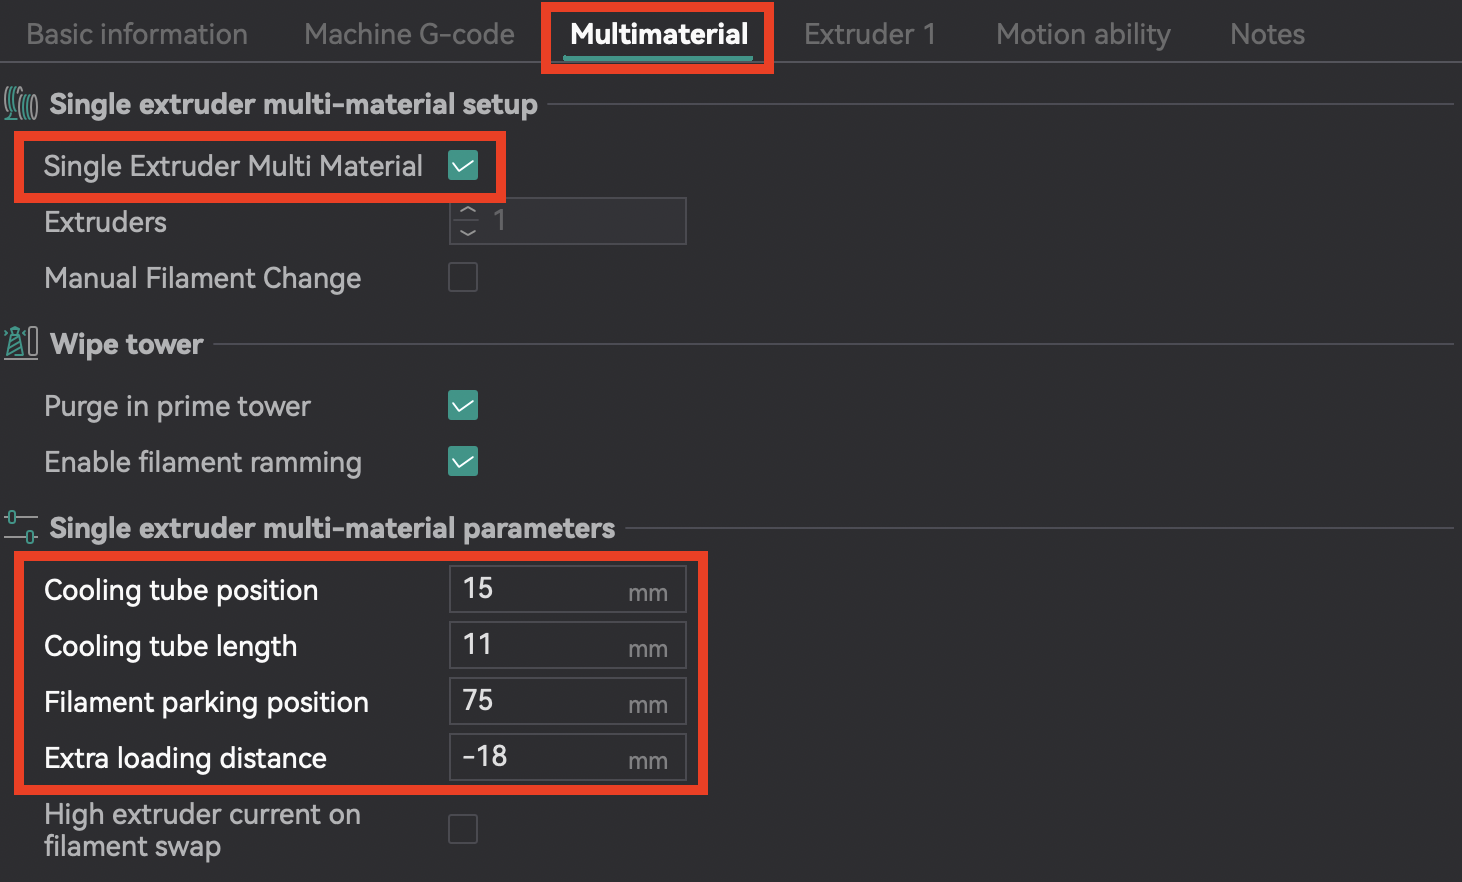 Basic information Machine G-code Multimaterial Extruder 1 Motion ability Notes
Single extruder multi-material setup
Single Extruder Multi Material
Extruders 1
Manual Filament Change
Wipe tower
Purge in prime tower
Enable filament ramming
Single extruder multi-material parameters
Cooling tube position 15 mm
Cooling tube length 11 mm
Filament parking position 75 mm
Extra loading distance -18 mm
High extruder current on
filament swap